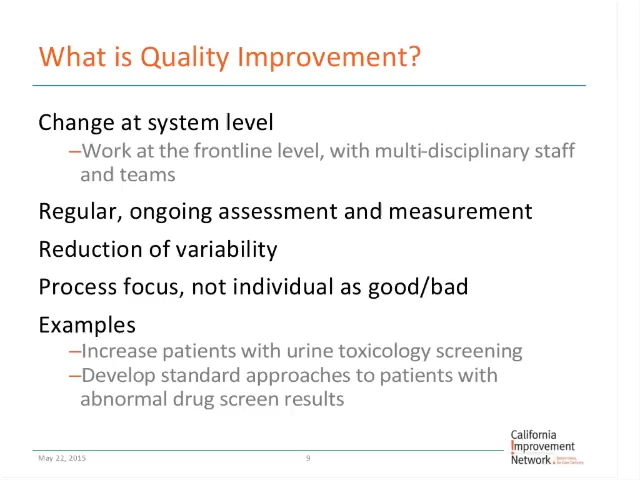 What is Quality Improvement?
Change at system level
–Work at the frontline level, with multi-disciplinary staff
and teams
Regular, ongoing assessment and measurement
Reduction of variability
Process focus, not individual as good/bad
Examples
–Increase patients with urine toxicology screening
–Develop standard approaches to patients with
abnormal drug screen results
May 22, 2015
9
California
Improvement
Network